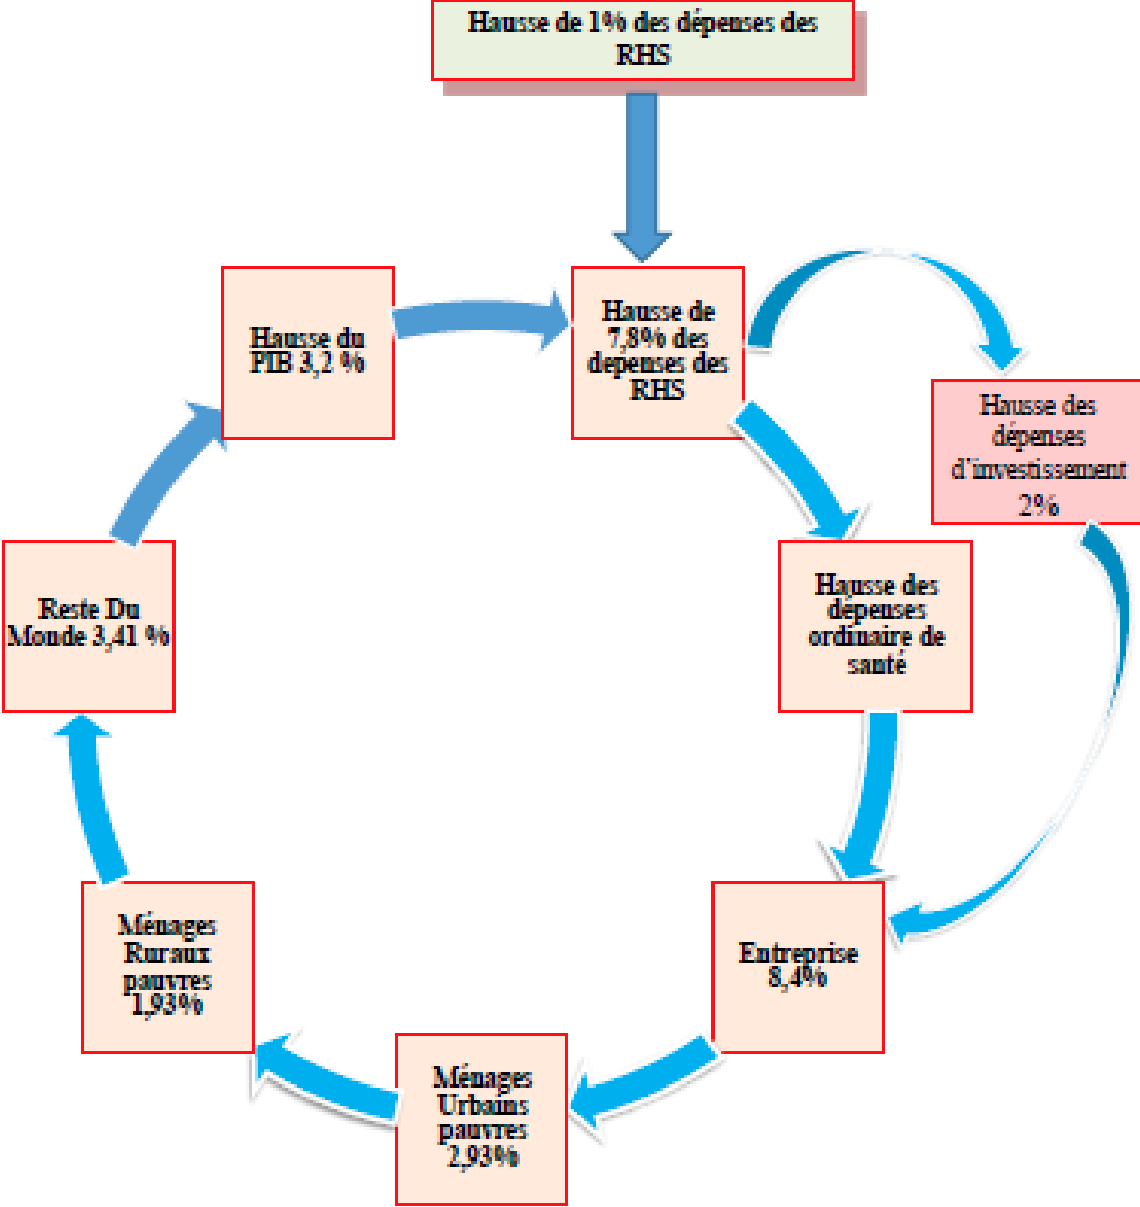 Hausse de 1% des dépenses des
RHS
Hausse du
PIB 3,2 %
Hausse de
7,8% des
depenses des
RHS
Hausse des
dépenses
d'investissement
2%
Hausse des
dépenses
ordinaire de
santé
Reste Du
Monde 3,41 %
Entreprise
8,4%
Ménages
Ruraux
pauvres
1,93%
Ménages
Urbains
pauvres
2,93%